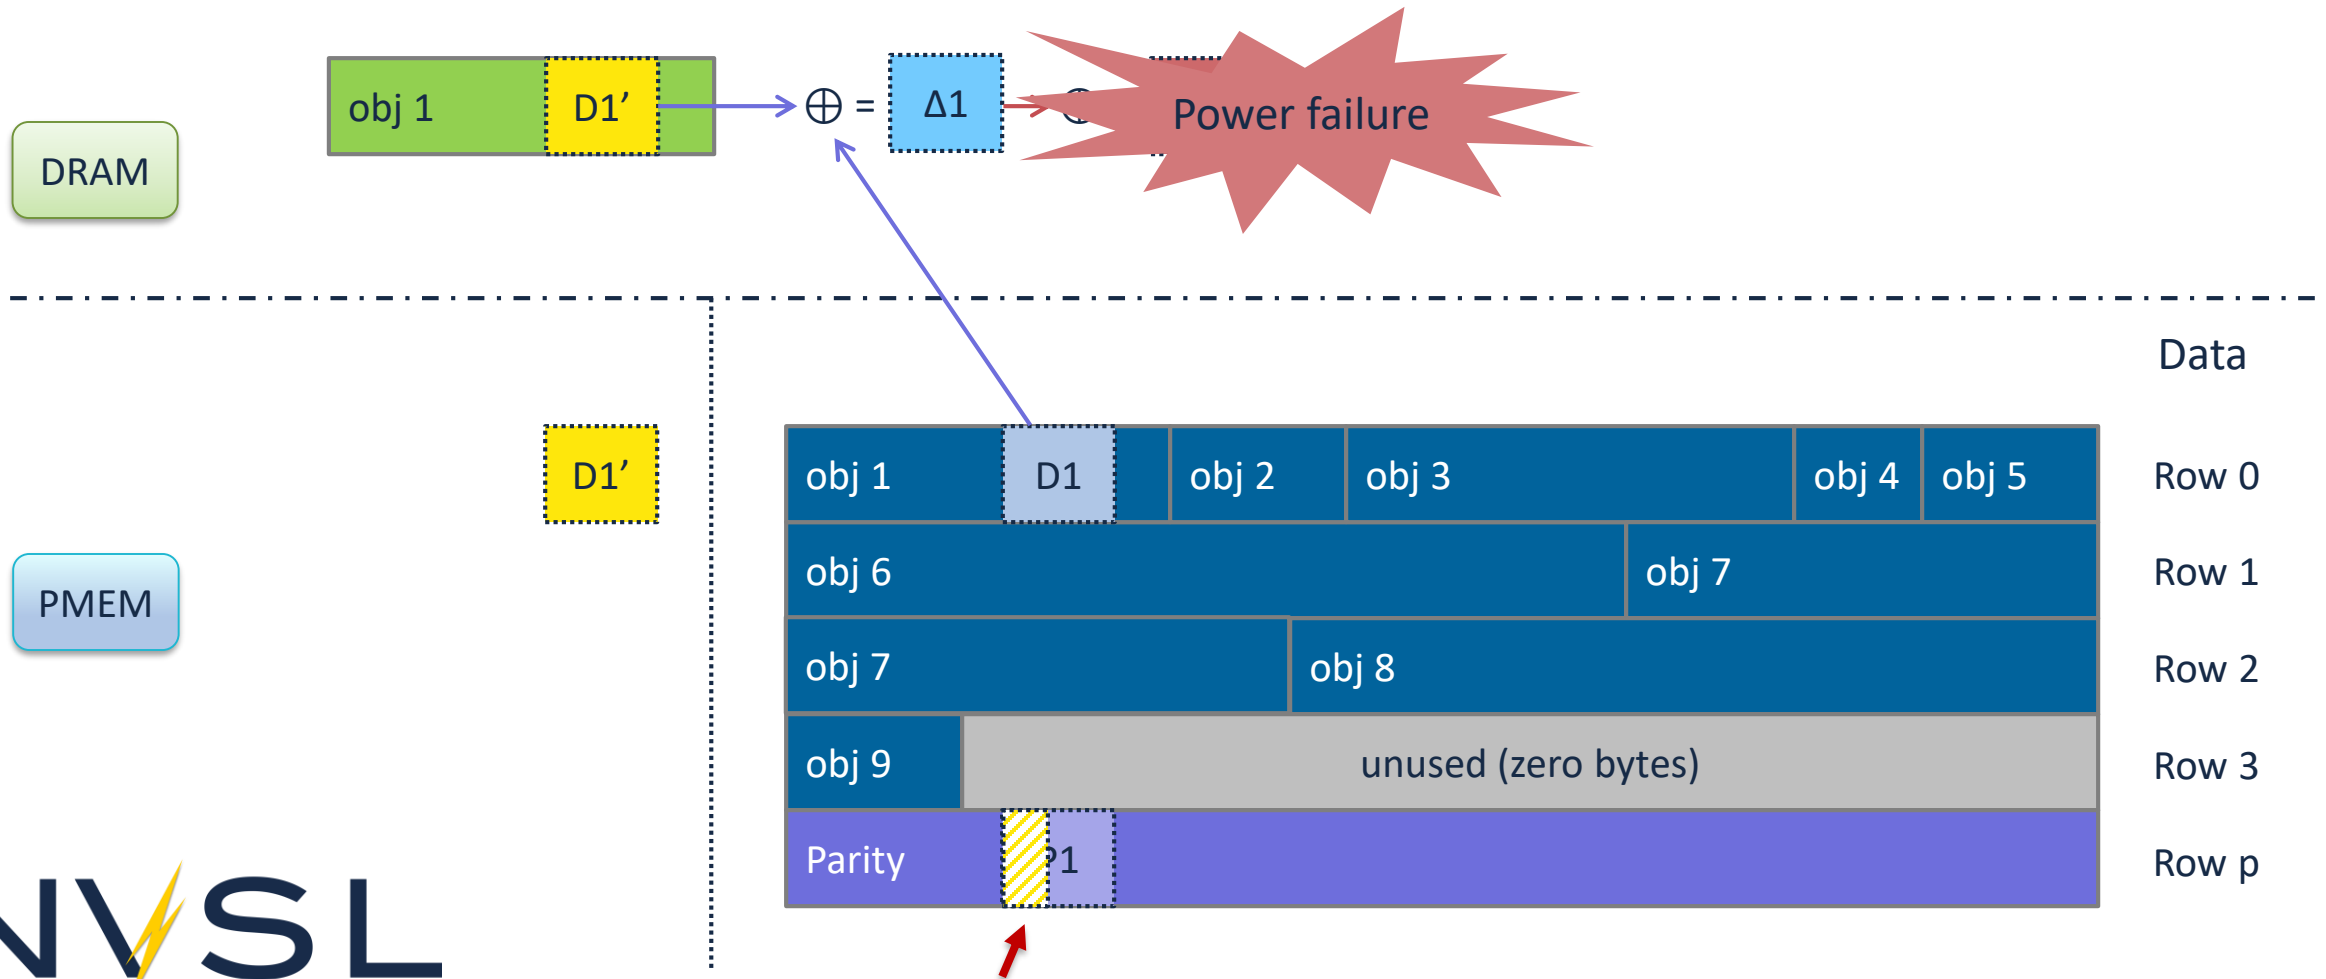 obj 1 D1’ ⊕ = Δ1 ⊕ Power failure
DRAM
Data
D1’ obj 1 D1 obj 2 obj 3 obj 4 obj 5 Row 0
obj 6 obj 7 Row 1
PMEM
obj 7 obj 8 Row 2
obj 9 unused (zero bytes) Row 3
Parity Row p
NVSL